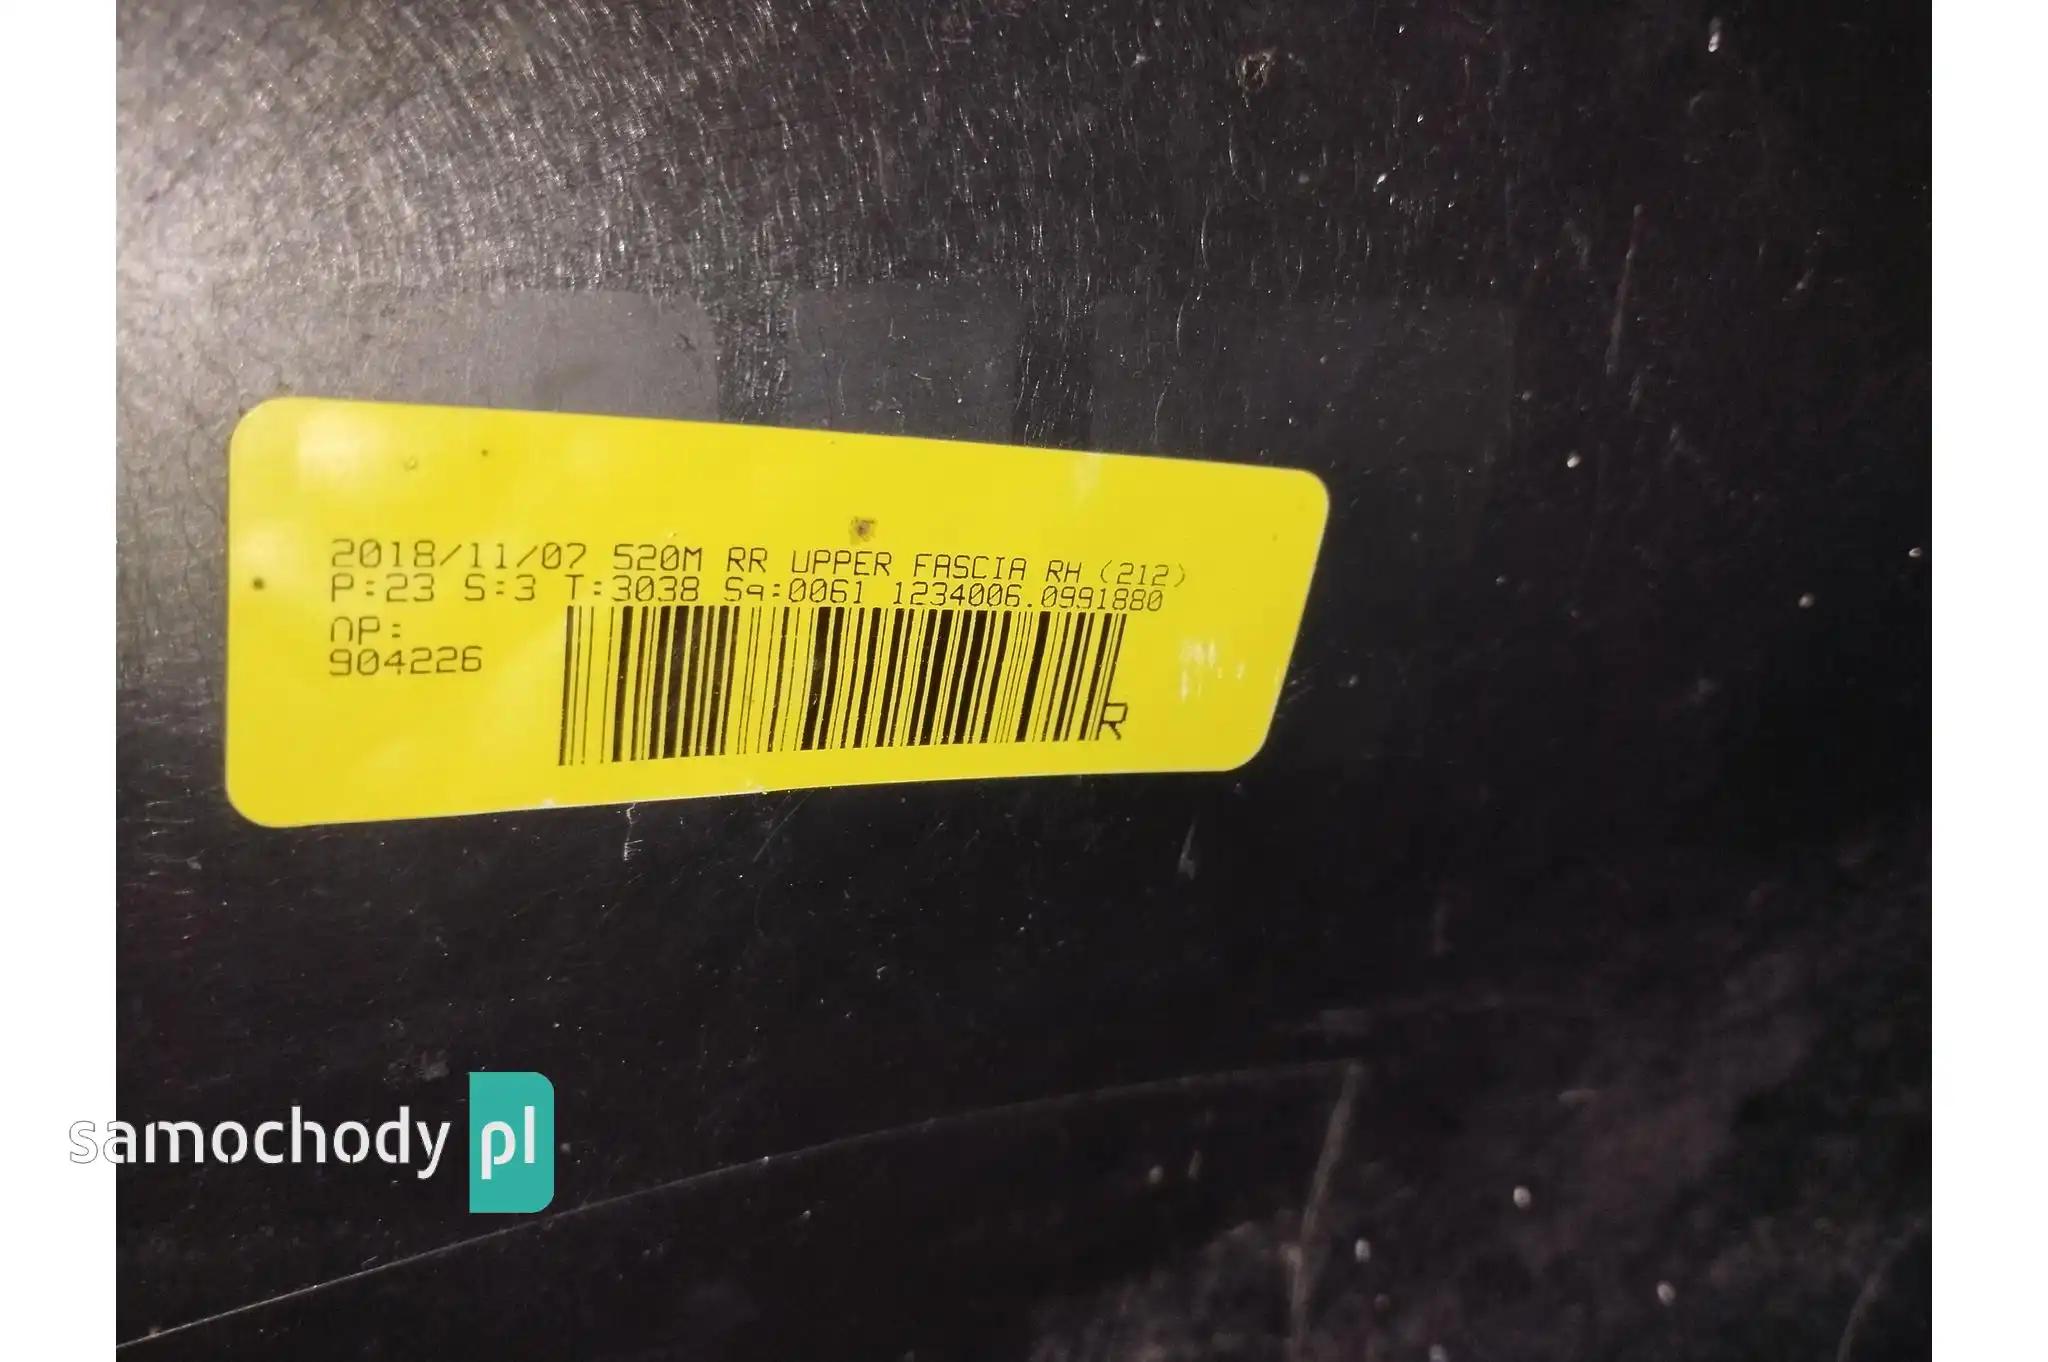 2018/11/07 520M RR UPPER FASCIA RH (212)
P:23 S:3 T:3038 Sq:0061 1234006.0991880
OP:
904226
R
samochody pl